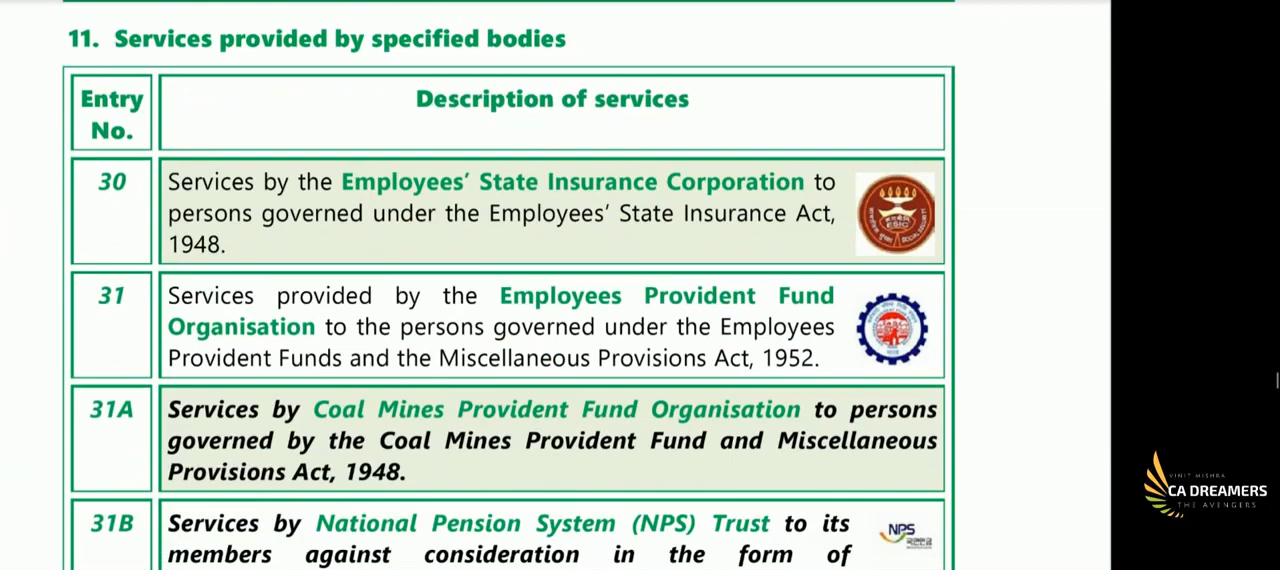 11. Services provided by specified bodies
Entry No.
Description of services
30
Services by the Employees' State Insurance Corporation to
persons governed under the Employees' State Insurance Act,
1948.
ESIC
31
Services provided by the Employees Provident Fund
Organisation to the persons governed under the Employees
Provident Funds and the Miscellaneous Provisions Act, 1952.
31A
Services by Coal Mines Provident Fund Organisation to persons
governed by the Coal Mines Provident Fund and Miscellaneous
Provisions Act, 1948.
31B
Services by National Pension System (NPS) Trust to its
members against consideration in the form of
NPS
VINIT MISHRA
CA DREAMERS
THE AVENGERS